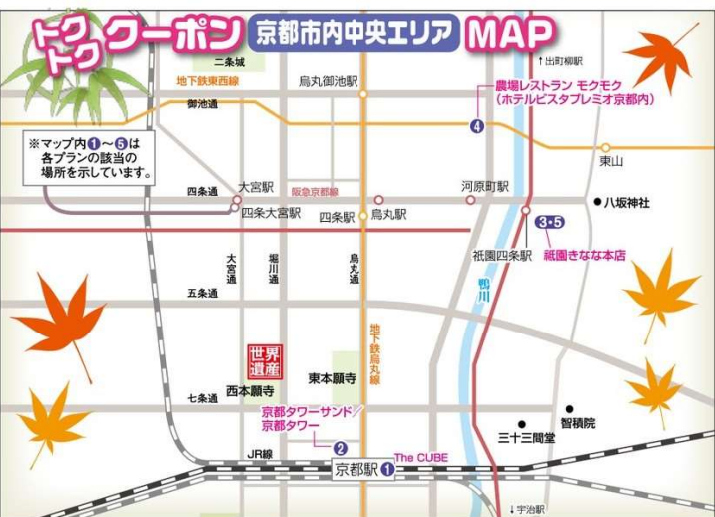 トクトククーポン 京都市内中央エリア MAP
二条城
↑出町柳駅
地下鉄東西線
烏丸御池駅
農場レストラン モクモク
(ホテルビスタプレミオ京都内)
御池通
4
※マップ内1〜5は
各プランの該当の
場所を示しています。
東山
四条通
大宮駅
阪急京都線
河原町駅
四条大宮駅
四条駅
烏丸駅
八坂神社
3・5
祇園四条駅
祇園きなな本店
大宮通
堀川通
烏丸通
鴨川
五条通
地下鉄烏丸線
世界
遺産
西本願寺
東本願寺
七条通
京都タワーサンド/
京都タワー
智積院
三十三間堂
2
JR線
The CUBE
京都駅1
↓宇治駅